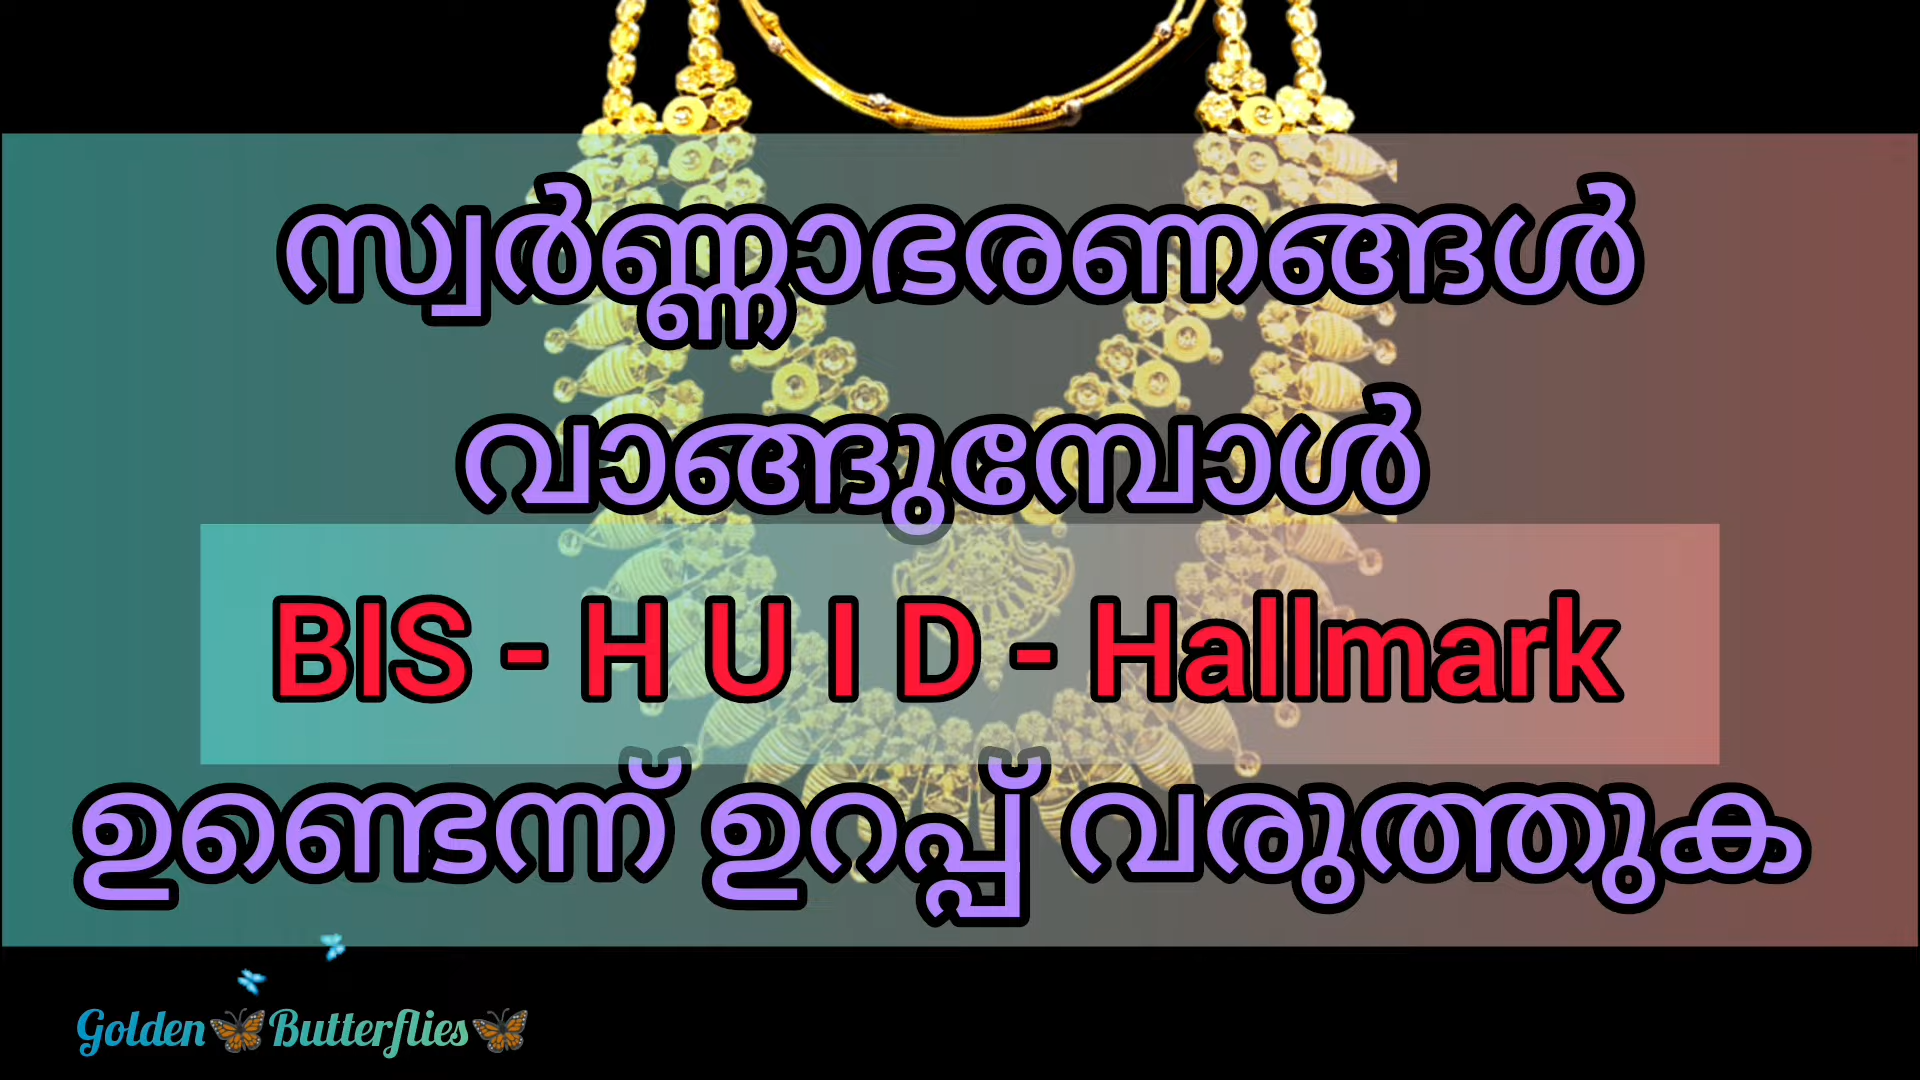 സ്വർണ്ണാഭരണങ്ങൾ
വാങ്ങുമ്പോൾ
BIS - H U I D - Hallmark
ഉണ്ടെന്ന് ഉറപ്പ് വരുത്തുക
Golden🦋Butterflies🦋